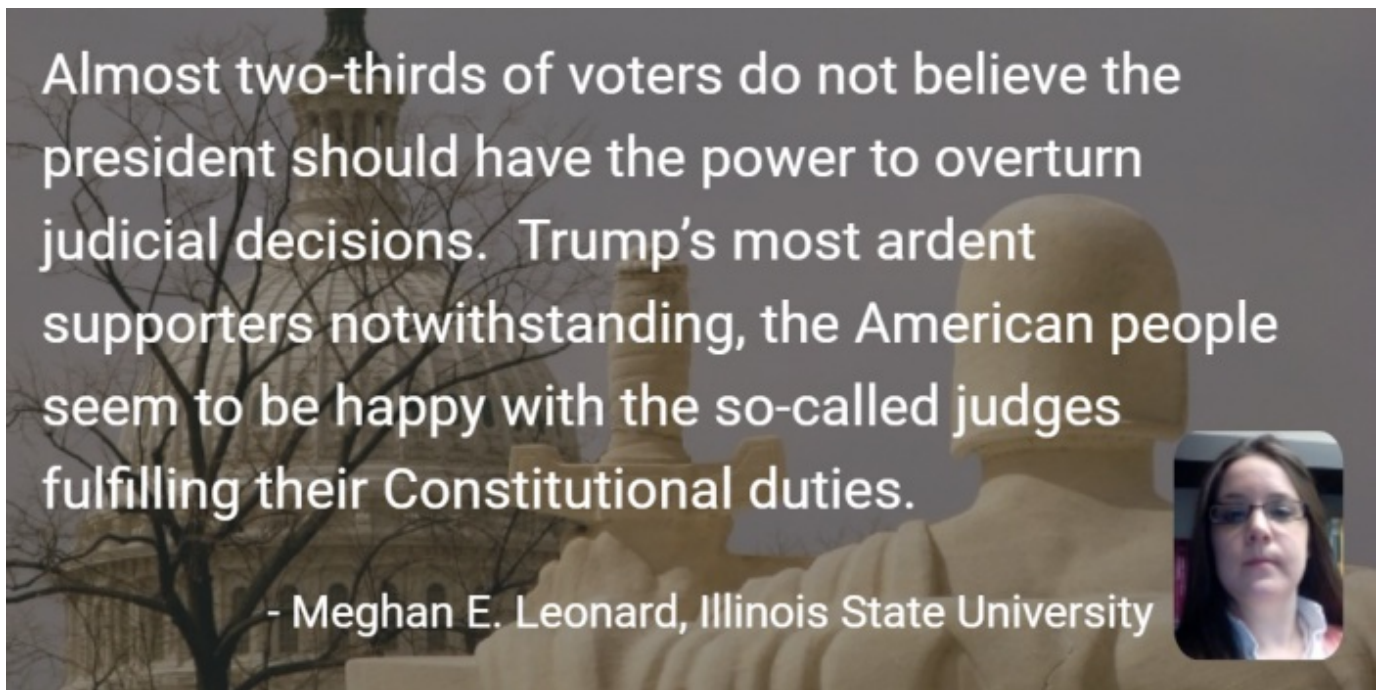 Almost two-thirds of voters do not believe the
president should have the power to overturn
judicial decisions.  Trump’s most ardent
supporters notwithstanding, the American people
seem to be happy with the so-called judges
fulfilling their Constitutional duties.
- Meghan E. Leonard, Illinois State University